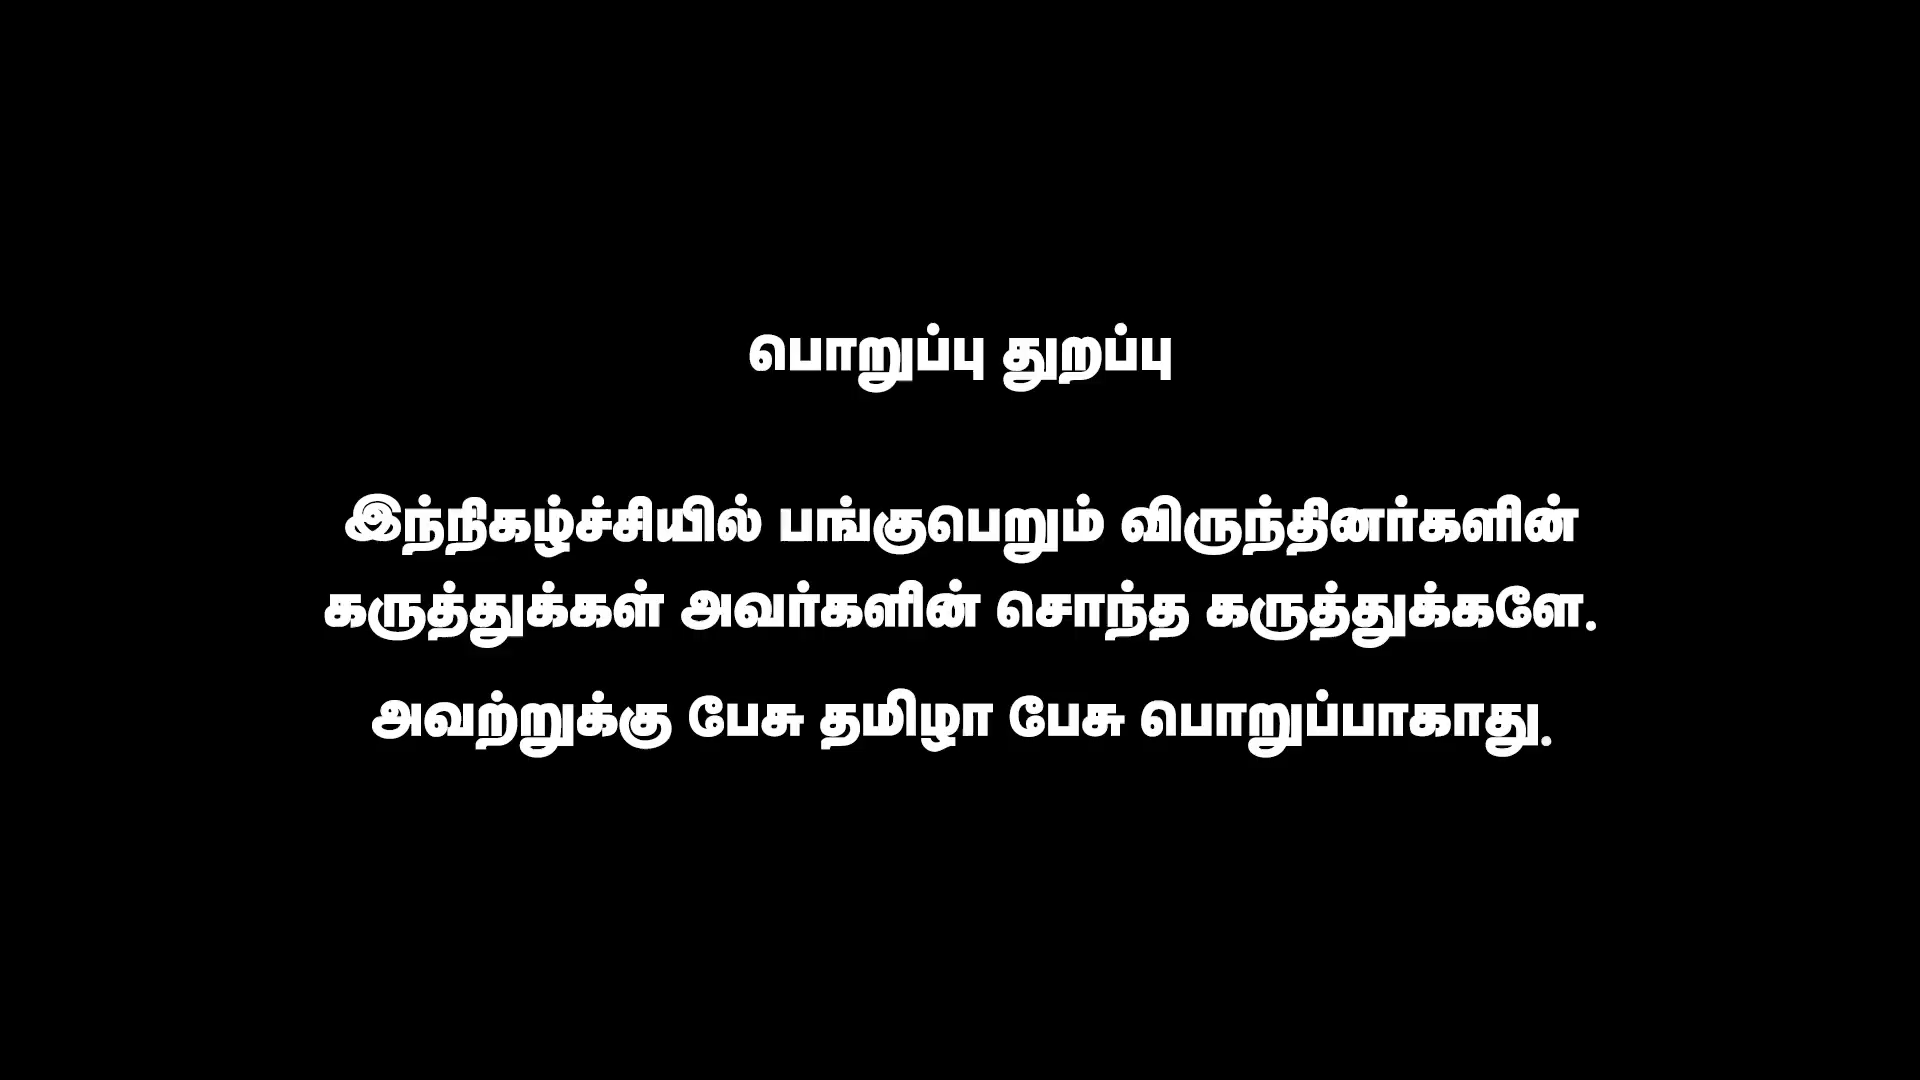 பொறுப்பு துறப்பு
இந்நிகழ்ச்சியில் பங்குபெறும் விருந்தினர்களின்
கருத்துக்கள் அவர்களின் சொந்த கருத்துக்களே.
அவற்றுக்கு பேசு தமிழா பேசு பொறுப்பாகாது.